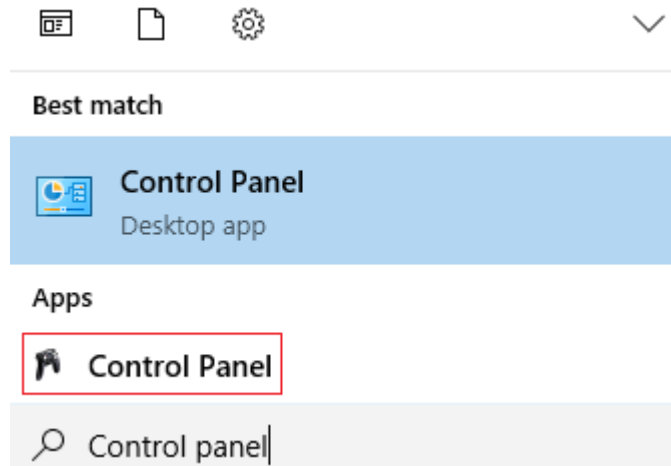 Best match
Control Panel
Desktop app
Apps
Control Panel
Control panel